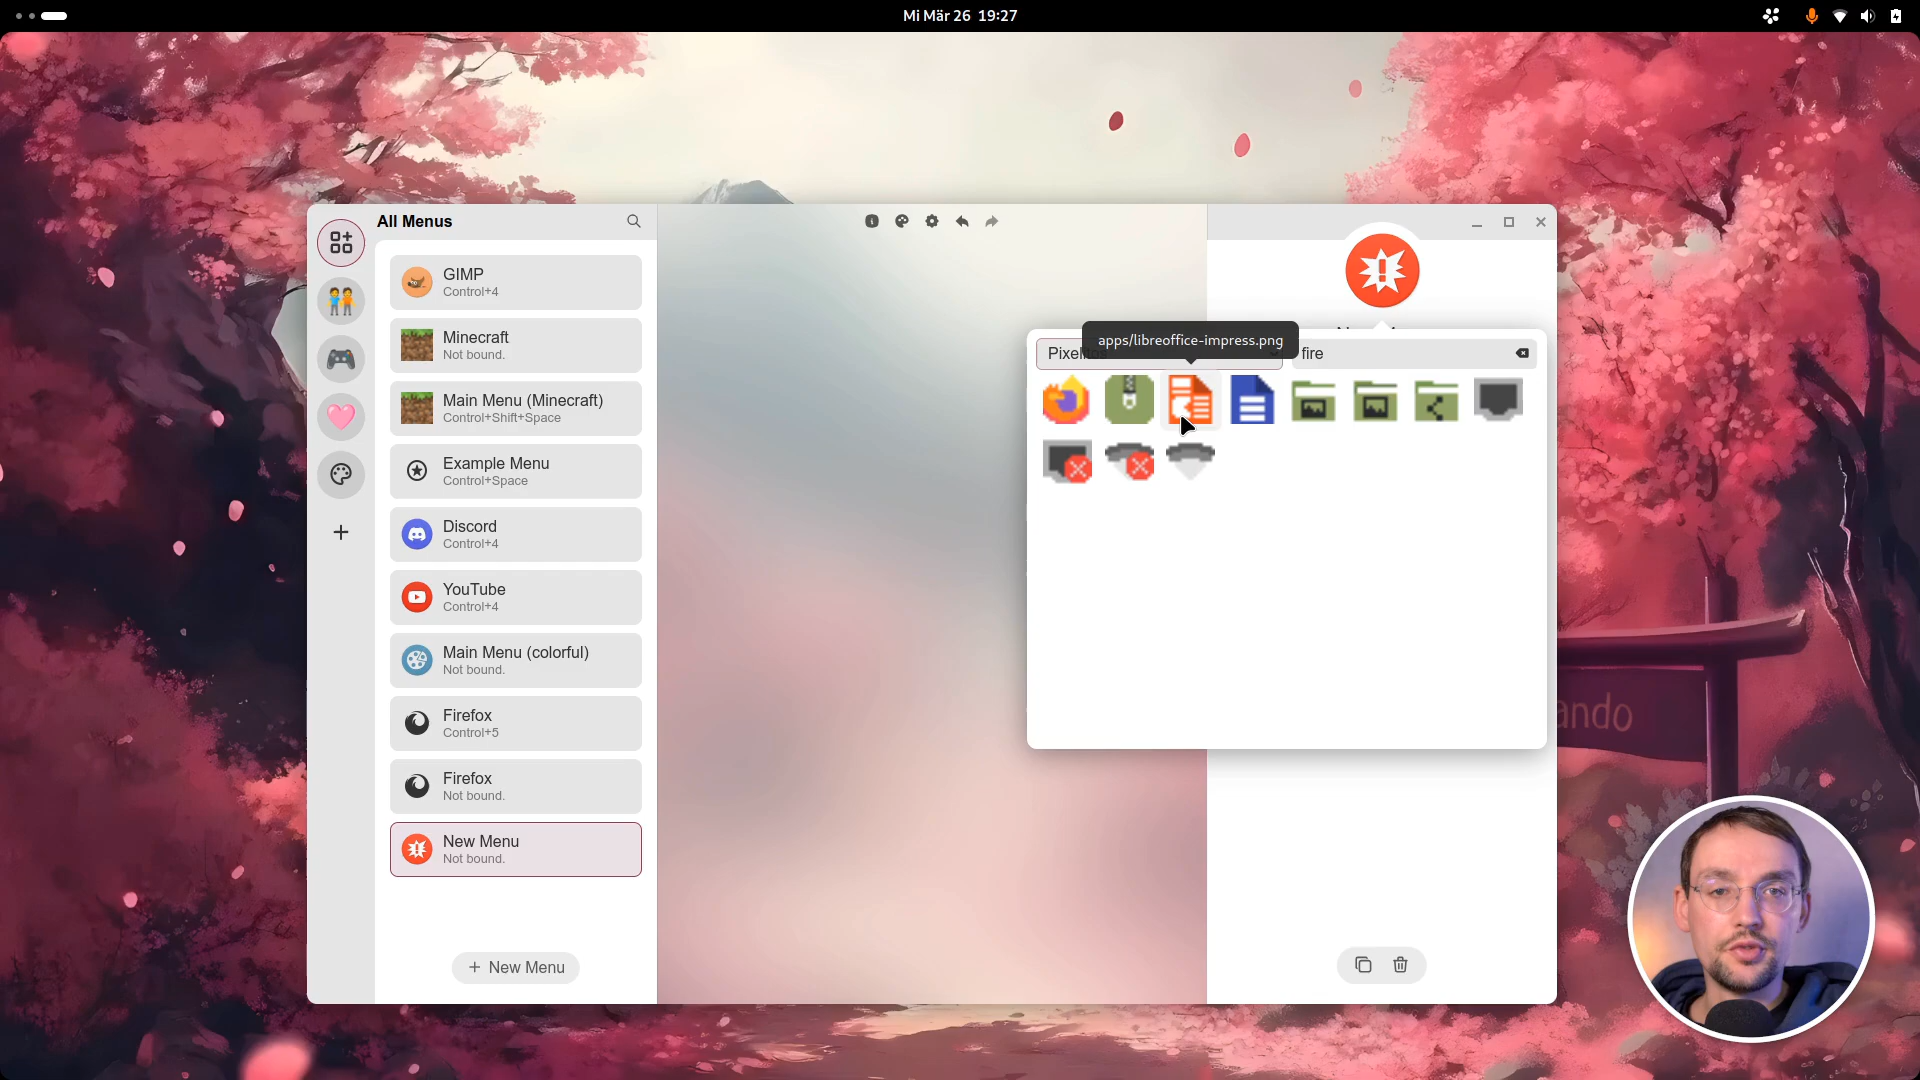 Mi Mär 26 19:27
All Menus
GIMP
Control+4
Minecraft
Not bound.
Main Menu (Minecraft)
Control+Shift+Space
Example Menu
Control+Space
Discord
Control+4
YouTube
Control+4
Main Menu (colorful)
Not bound.
Firefox
Control+5
Firefox
Not bound.
New Menu
Not bound.
+ New Menu
apps/libreoffice-impress.png
fire
ando